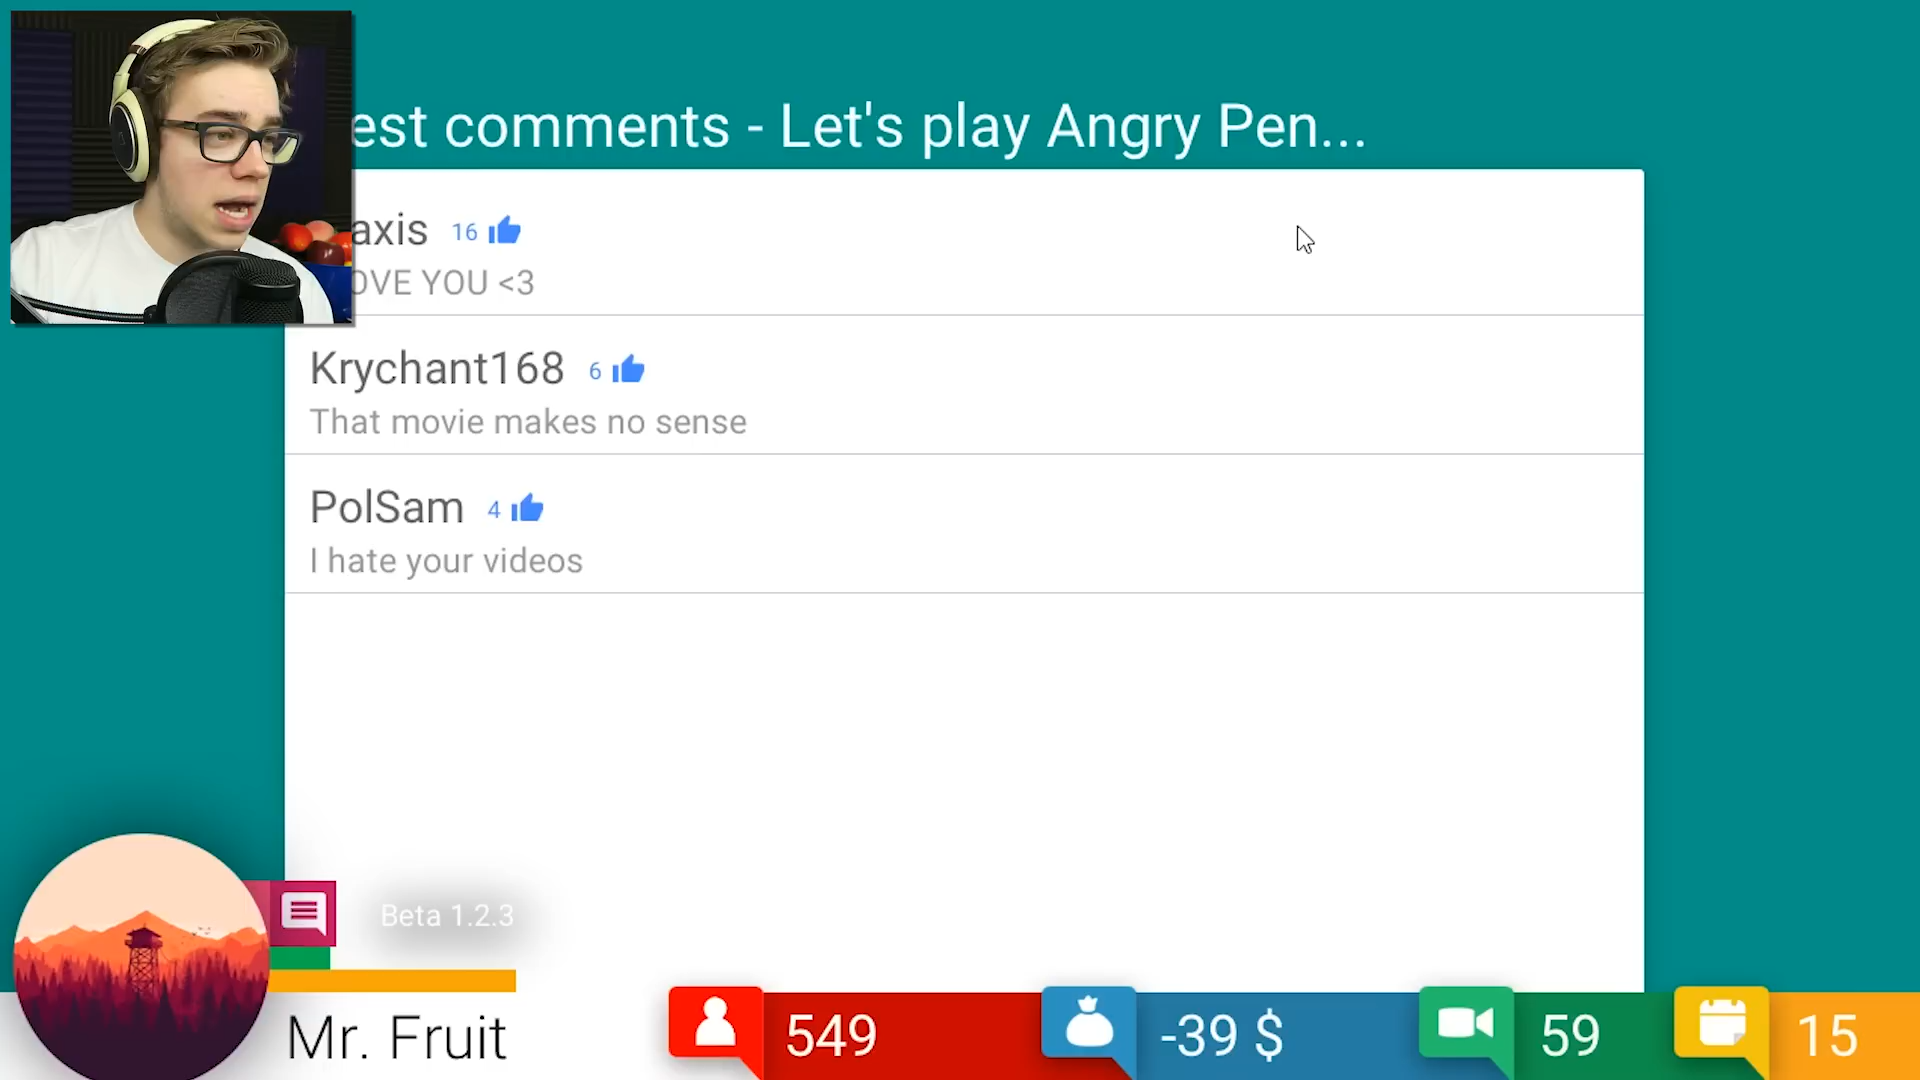 est comments - Let's play Angry Pen...
axis 16
OVE YOU <3
Krychant168 6
That movie makes no sense
PolSam 4
I hate your videos
Beta 1.2.3
Mr. Fruit
549
-39 $
59
15